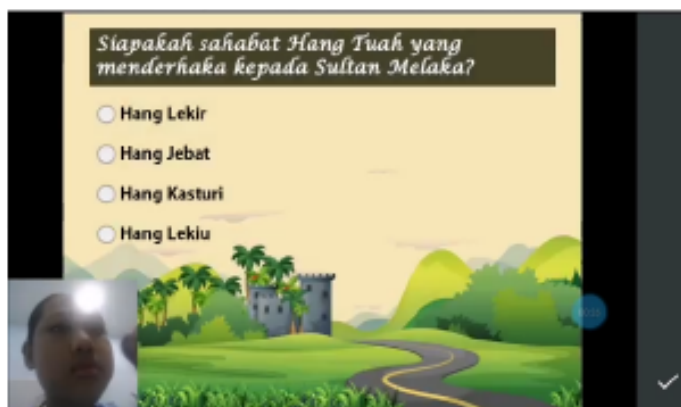 Siapakah sahabat Hang Tuah yang
menderhaka kepada Sultan Melaka?
Hang Lekir
Hang Jebat
Hang Kasturi
Hang Lekiu